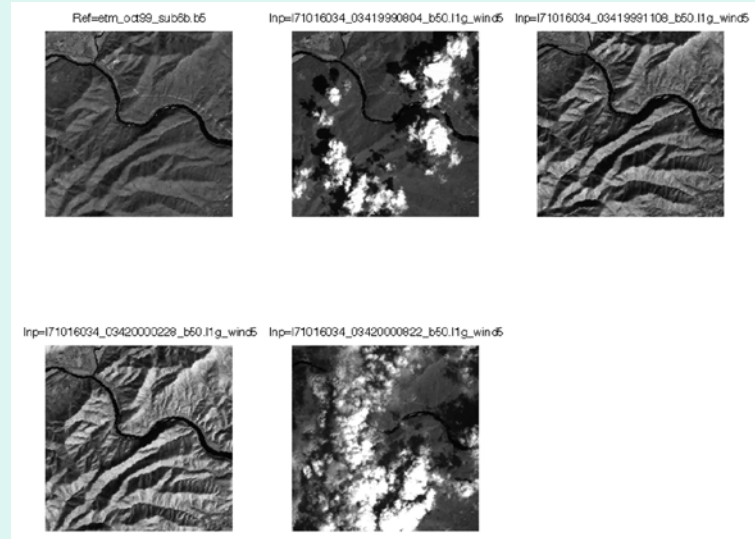 Ref=etm_oct99_sub6b.b5
Inp=l71016034_03419990804_b50.l1g_wind5
Inp=l71016034_03419991108_b50.l1g_wind5
Inp=l71016034_03420000228_b50.l1g_wind5
Inp=l71016034_03420000822_b50.l1g_wind5